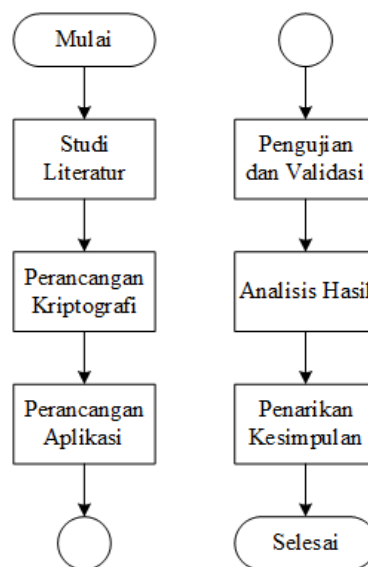 Mulai
Studi
Literatur
Perancangan
Kriptografi
Perancangan
Aplikasi
Pengujian
dan Validasi
Analisis Hasil
Penarikan
Kesimpulan
Selesai